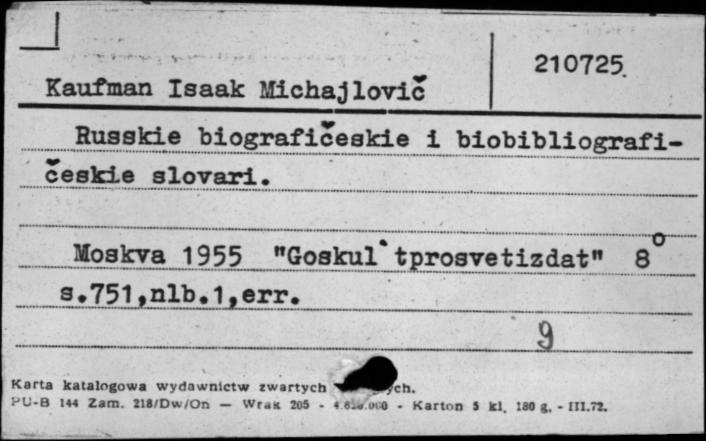 210725.
Kaufman Isaak Michajlovič
Russkie biografičeskie i biobibliografi-
českie slovari.
Moskva 1955 "Goskul`tprosvetizdat" 8°
s.751,nlb.1,err.
9
Karta katalogowa wydawnictw zwartych
PU-B 144 Zam. 218/Dw/On — Wrak 205 - - Karton 5 kl. 180 g. - III.72.